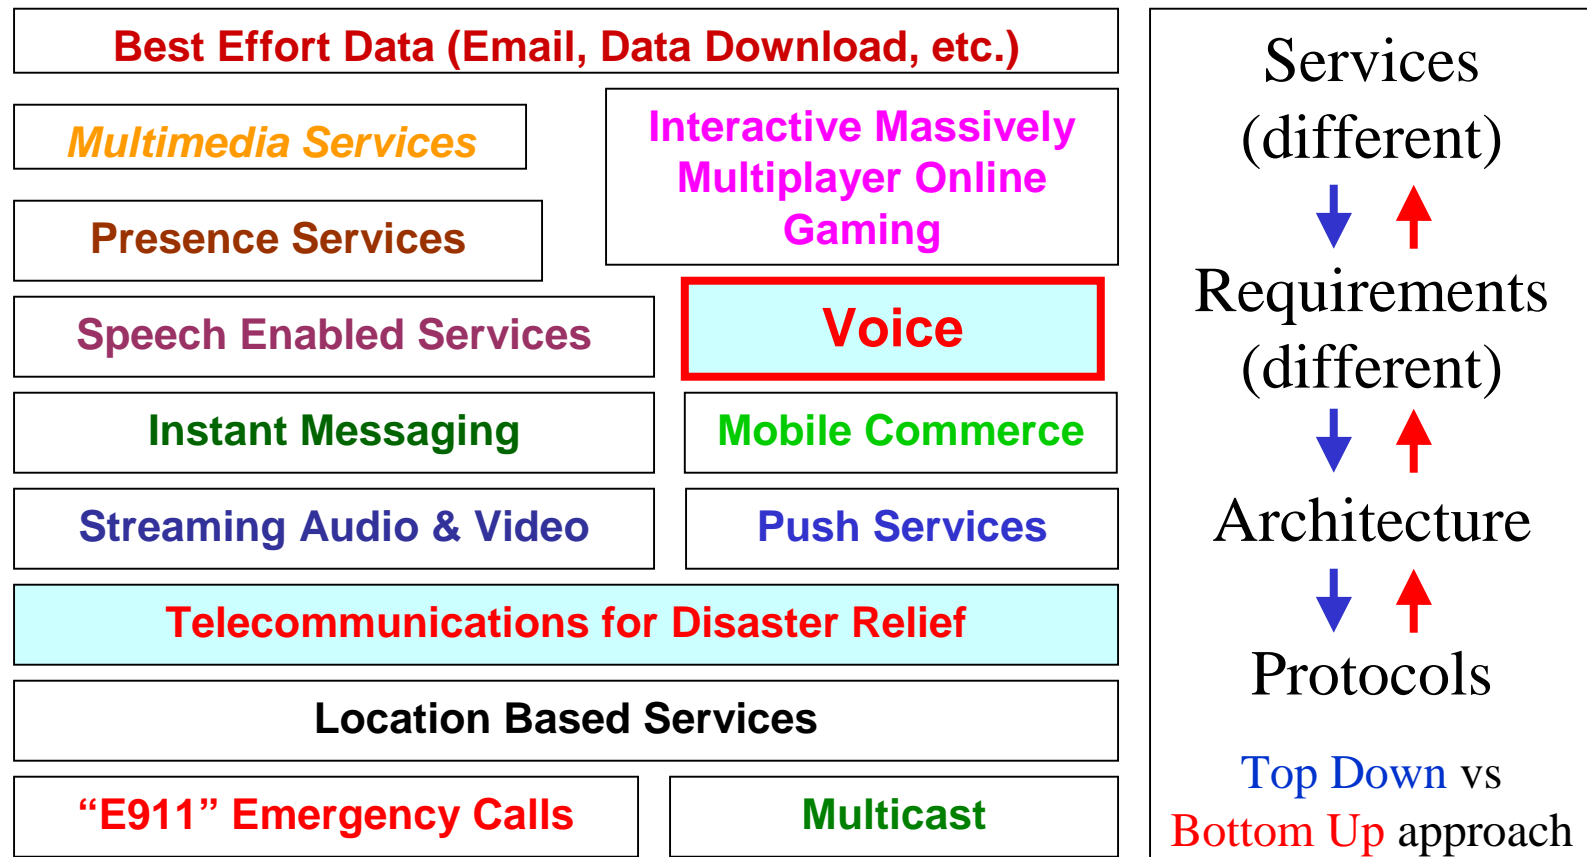 Best Effort Data (Email, Data Download, etc.)
Multimedia Services
Interactive Massively
Multiplayer Online
Gaming
Presence Services
Speech Enabled Services
Voice
Instant Messaging
Mobile Commerce
Streaming Audio & Video
Push Services
Telecommunications for Disaster Relief
Location Based Services
“E911” Emergency Calls
Multicast
Services
(different)
Requirements
(different)
Architecture
Protocols
Top Down vs
Bottom Up approach